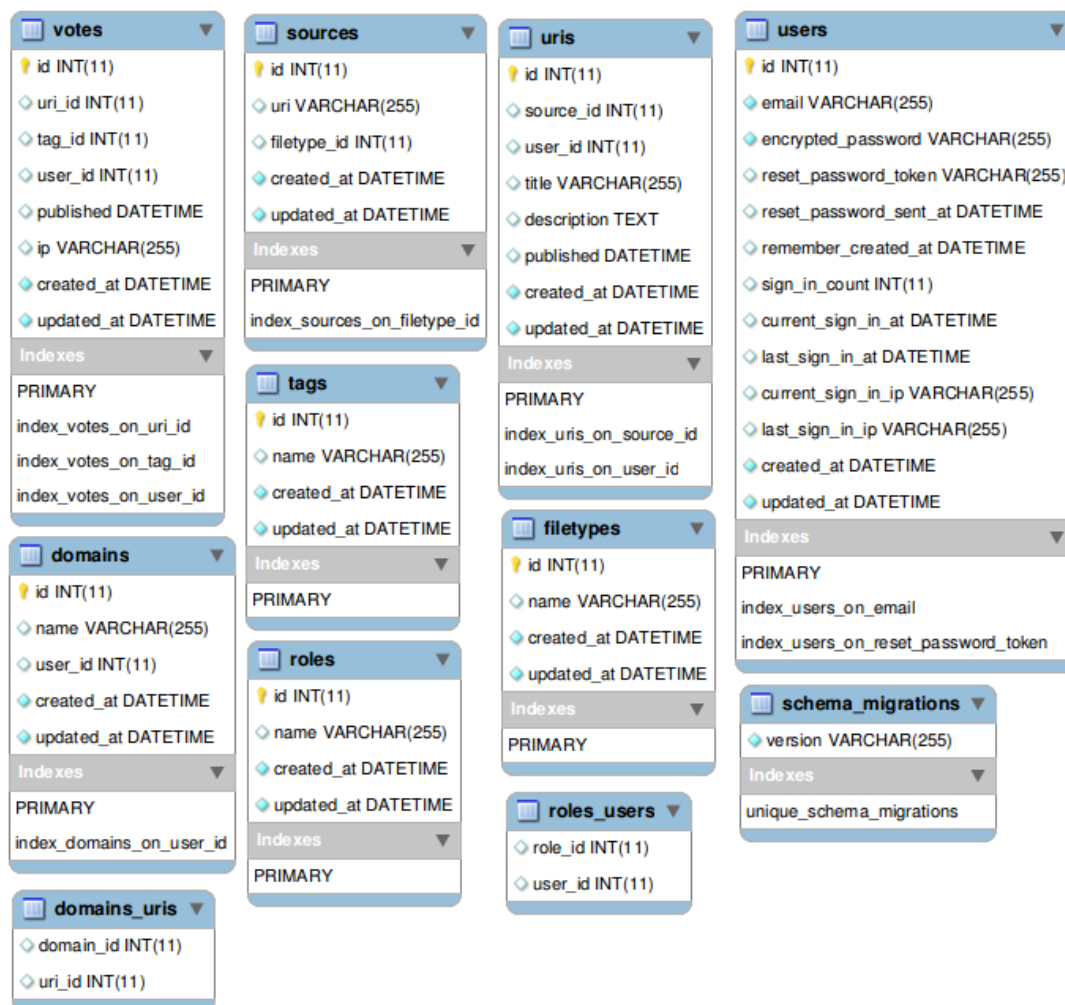 votes
id INT(11)
uri_id INT(11)
tag_id INT(11)
user_id INT(11)
published DATETIME
ip VARCHAR(255)
created_at DATETIME
updated_at DATETIME
Indexes
PRIMARY
index_votes_on_uri_id
index_votes_on_tag_id
index_votes_on_user_id
domains
id INT(11)
name VARCHAR(255)
user_id INT(11)
created_at DATETIME
updated_at DATETIME
Indexes
PRIMARY
index_domains_on_user_id
domains_uris
domain_id INT(11)
uri_id INT(11)
sources
id INT(11)
uri VARCHAR(255)
filetype_id INT(11)
created_at DATETIME
updated_at DATETIME
Indexes
PRIMARY
index_sources_on_filetype_id
tags
id INT(11)
name VARCHAR(255)
created_at DATETIME
updated_at DATETIME
Indexes
PRIMARY
roles
id INT(11)
name VARCHAR(255)
created_at DATETIME
updated_at DATETIME
Indexes
PRIMARY
uris
id INT(11)
source_id INT(11)
user_id INT(11)
title VARCHAR(255)
description TEXT
published DATETIME
created_at DATETIME
updated_at DATETIME
Indexes
PRIMARY
index_uris_on_source_id
index_uris_on_user_id
filetypes
id INT(11)
name VARCHAR(255)
created_at DATETIME
updated_at DATETIME
Indexes
PRIMARY
roles_users
role_id INT(11)
user_id INT(11)
users
id INT(11)
email VARCHAR(255)
encrypted_password VARCHAR(255)
reset_password_token VARCHAR(255)
reset_password_sent_at DATETIME
remember_created_at DATETIME
sign_in_count INT(11)
current_sign_in_at DATETIME
last_sign_in_at DATETIME
current_sign_in_ip VARCHAR(255)
last_sign_in_ip VARCHAR(255)
created_at DATETIME
updated_at DATETIME
Indexes
PRIMARY
index_users_on_email
index_users_on_reset_password_token
schema_migrations
version VARCHAR(255)
Indexes
unique_schema_migrations